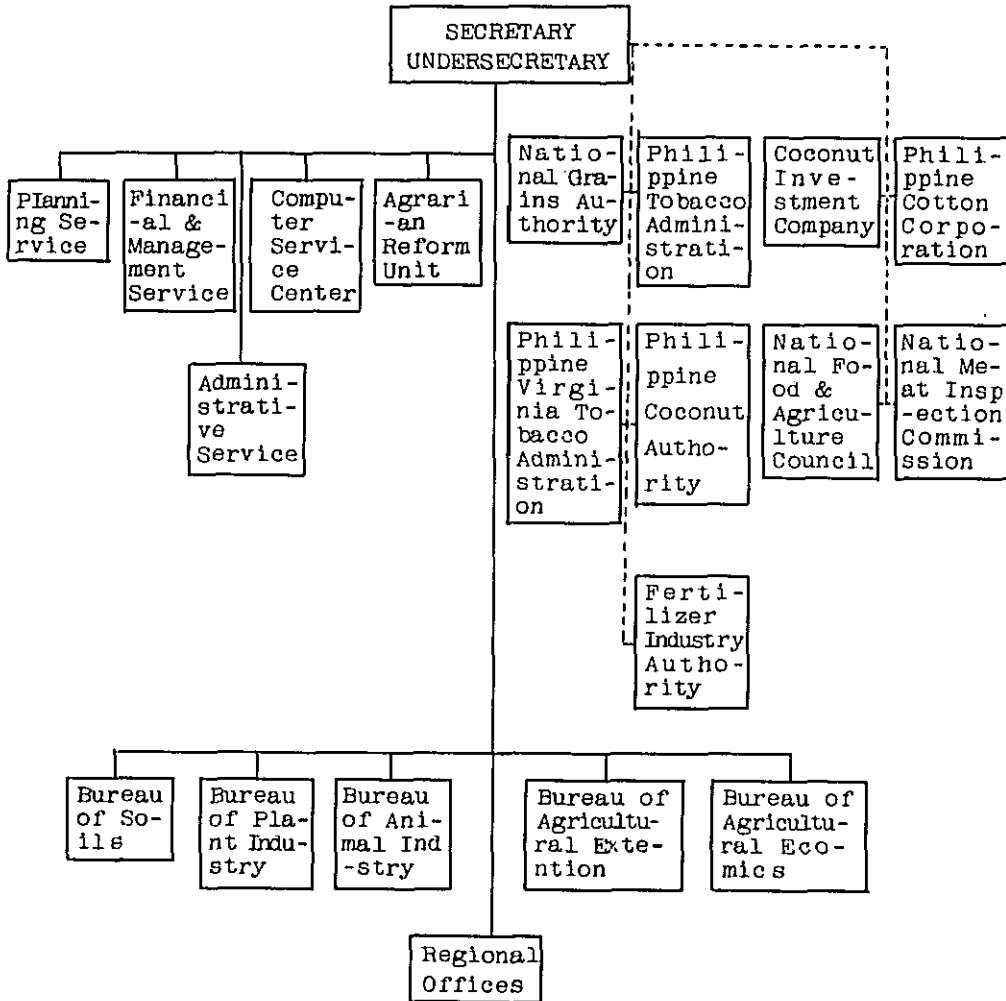 SECRETARY
UNDERSECRETARY
PIanni-
ng Se-
rvice
Financi
-al &
Manage-
ment
Service
Compu-
ter
Servi-
ce
Center
Agrari-
-an
Reform
Unit
Admini-
strati-
ve
Service
Natio-
nal Gra-
ins Au-
thority
Phili-
ppine
Tobacco
Admini-
strati-
on
Coconut
Inve-
stment
Company
Phili-
ppine
Cotton
Corpo-
ration
Phili-
ppine
Virgi-
nia To-
bacco
Admini-
strati-
on
Phili-
ppine
Coconut
Autho-
rity
Natio-
nal Fo-
od &
Agricu-
lture
Council
Natio-
nal Me-
at Insp
-ection
Commi-
ssion
Ferti-
lizer
Industry
Autho-
rity
Bureau
of So-
ils
Bureau
of Pla-
nt Indu-
stry
Bureau
of Ani-
mal Ind
-stry
Bureau of
Agricultu-
ral Exte-
ntion
Bureau of
Agricultu-
ral Eco-
mics
Regional
Offices